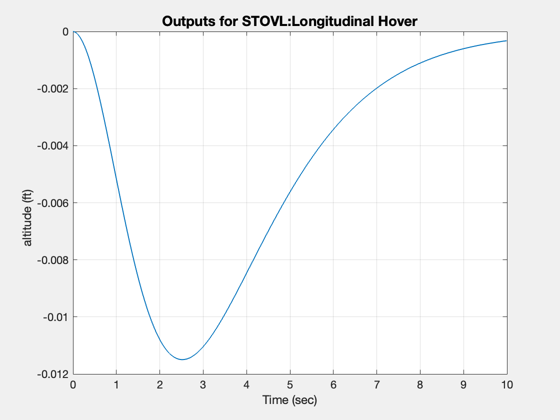 Outputs for STOVL:Longitudinal Hover
0
-0.002
-0.004
-0.006
-0.008
-0.01
-0.012
altitude (ft)
0 1 2 3 4 5 6 7 8 9 10
Time (sec)